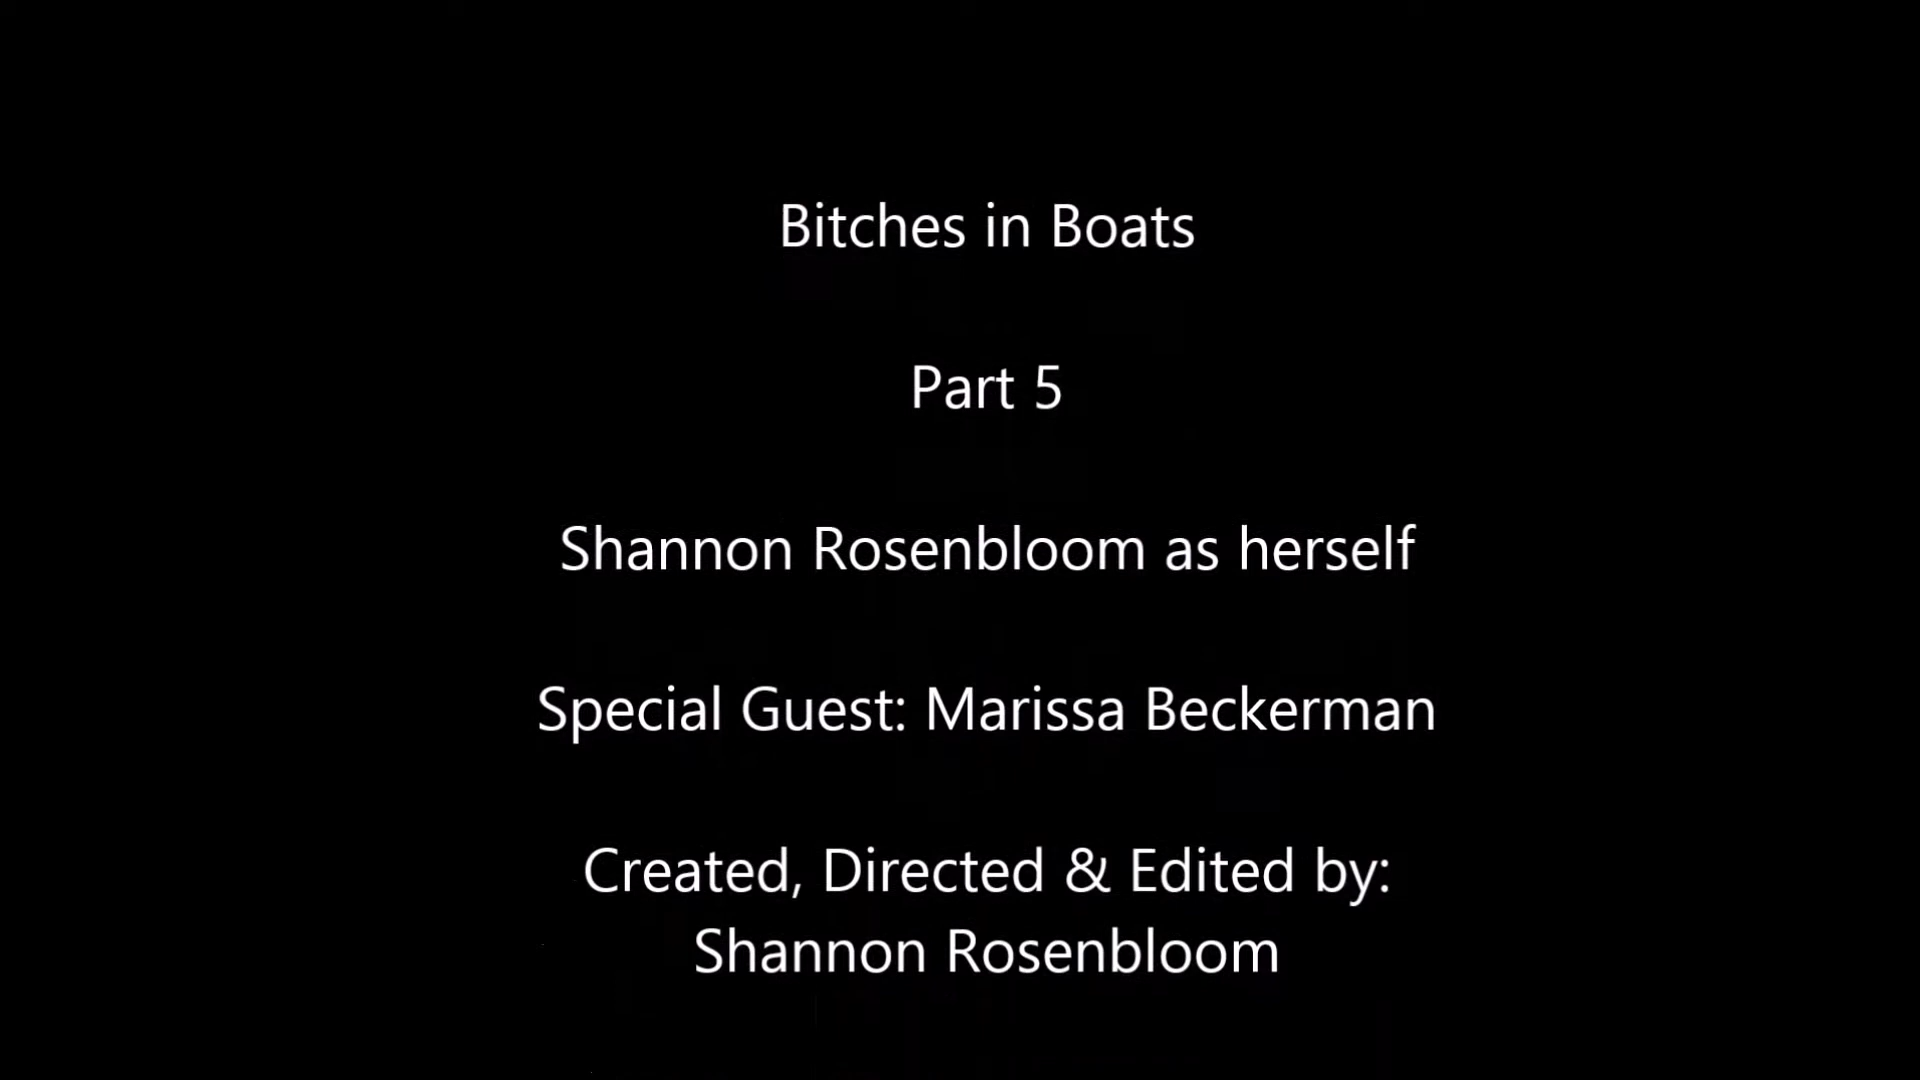 Bitches in Boats
Part 5
Shannon Rosenbloom as herself
Special Guest: Marissa Beckerman
Created, Directed & Edited by:
Shannon Rosenbloom